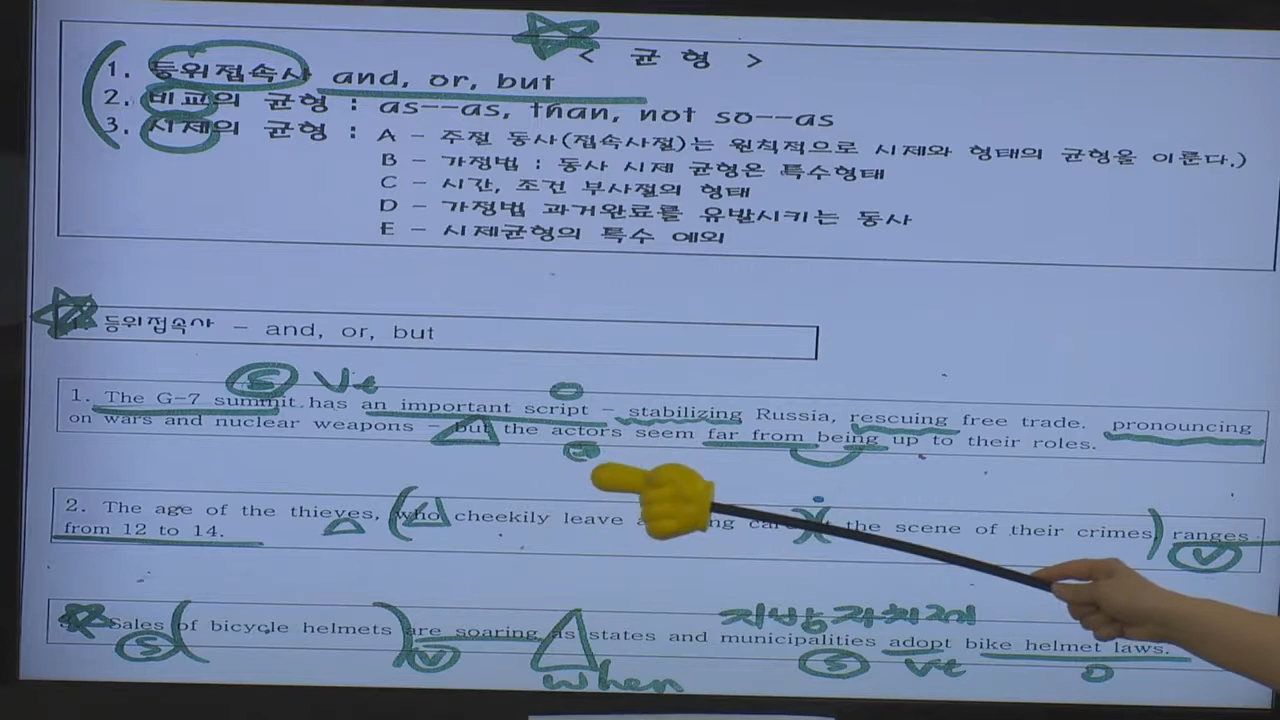 < 균 형 >
1. 등위접속사 and, or, but
2. 비교의 균형 : as--as, than, not so--as
3. 시제의 균형 : A - 주절 동사(접속사절)는 원칙적으로 시제와 형태의 균형을 이룬다.)
B - 가정법 : 동사 시제 균형은 특수형태
C - 시간, 조건 부사절의 형태
D - 가정법 과거완료를 유발시키는 동사
E - 시제균형의 특수 예외
등위접속사 - and, or, but
S Vt O
1. The G-7 summit has an important script - stabilizing Russia, rescuing free trade. pronouncing
on wars and nuclear weapons - but the actors seem far from being up to their roles.
2. The age of the thieves, (who cheekily leave calling cards at the scene of their crimes) ranges
from 12 to 14.
V
지방자치제
Sales (of bicycle helmets) are soaring as states and municipalities adopt bike helmet laws.
S V when S Vt O